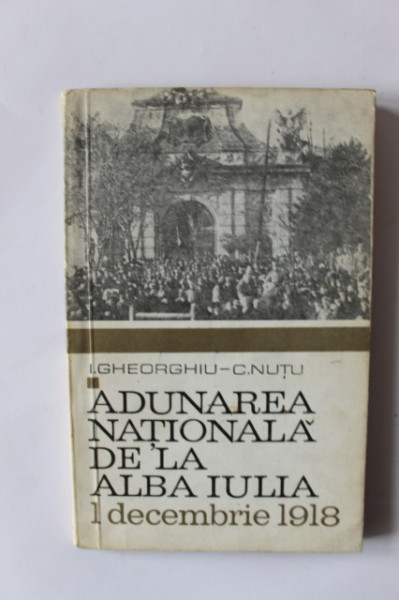 I.GHEORGHIU-C.NUȚU
ADUNAREA
NAȚIONALĂ
DE LA
ALBA IULIA
1 decembrie 1918